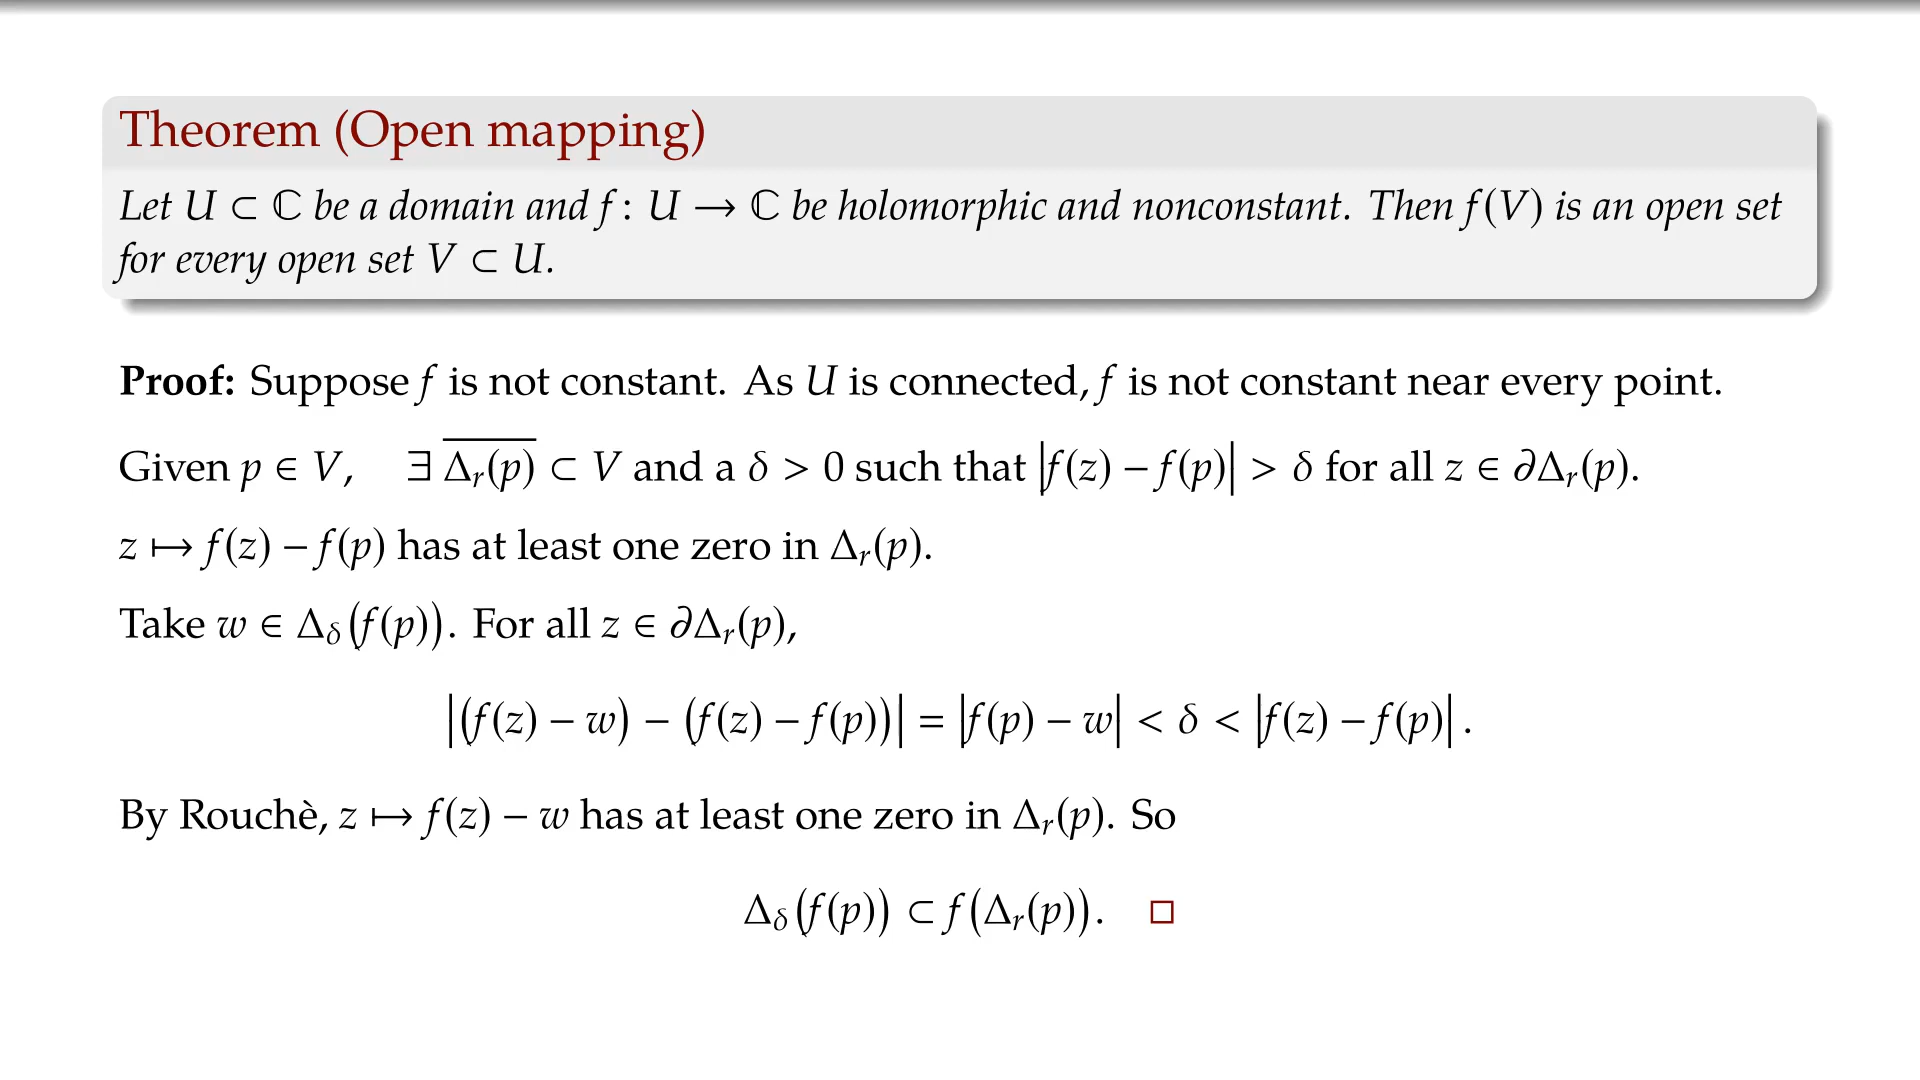 Theorem (Open mapping)
Let U ⊂ ℂ be a domain and f : U → ℂ be holomorphic and nonconstant. Then f(V) is an open set
for every open set V ⊂ U.
Proof: Suppose f is not constant. As U is connected, f is not constant near every point.
Given p ∈ V, ∃ \overline{Δ_r(p)} ⊂ V and a δ > 0 such that |f(z) − f(p)| > δ for all z ∈ ∂Δ_r(p).
z ↦ f(z) − f(p) has at least one zero in Δ_r(p).
Take w ∈ Δ_δ(f(p)). For all z ∈ ∂Δ_r(p),
|(f(z) − w) − (f(z) − f(p))| = |f(p) − w| < δ < |f(z) − f(p)|.
By Rouchè, z ↦ f(z) − w has at least one zero in Δ_r(p). So
Δ_δ(f(p)) ⊂ f(Δ_r(p)). □